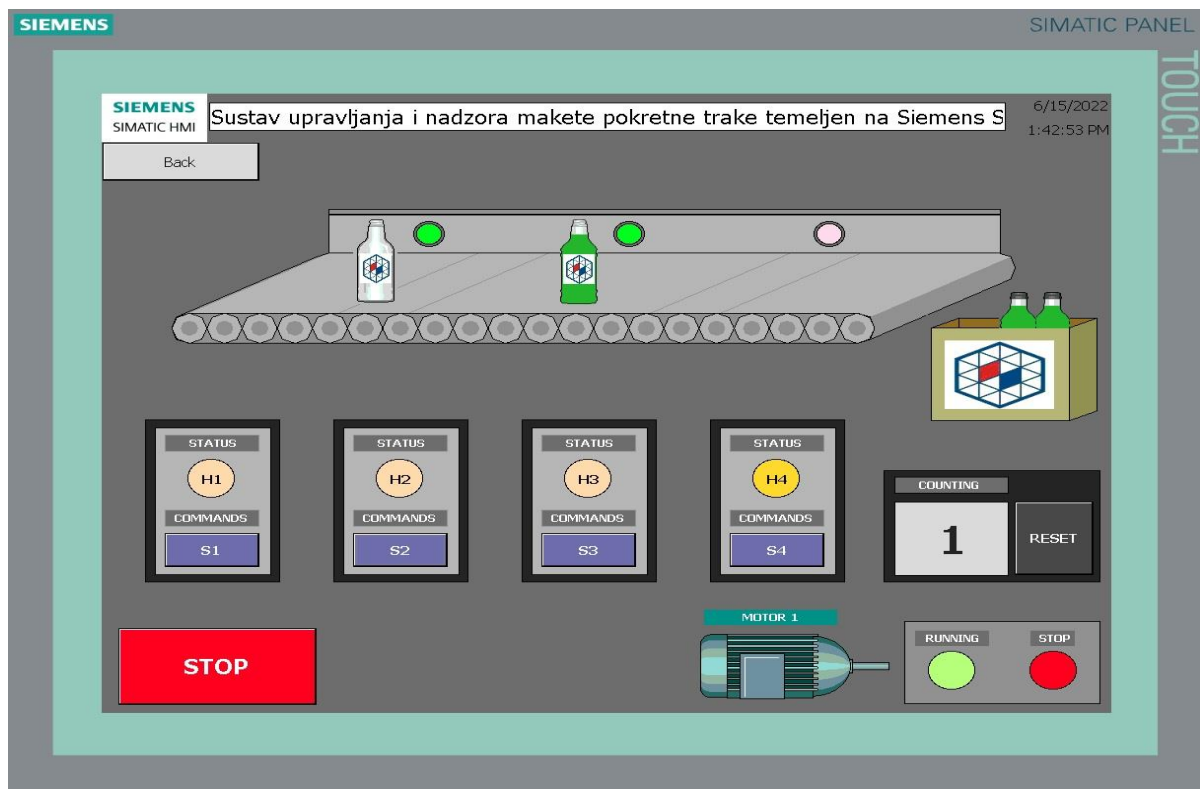 SIEMENS
SIMATIC PANEL
TOUCH
SIEMENS
SIMATIC HMI
Sustav upravljanja i nadzora makete pokretne trake temeljen na Siemens S
6/15/2022
1:42:53 PM
Back
STATUS
H1
COMMANDS
S1
STATUS
H2
COMMANDS
S2
STATUS
H3
COMMANDS
S3
STATUS
H4
COMMANDS
S4
COUNTING
1
RESET
STOP
MOTOR 1
RUNNING
STOP